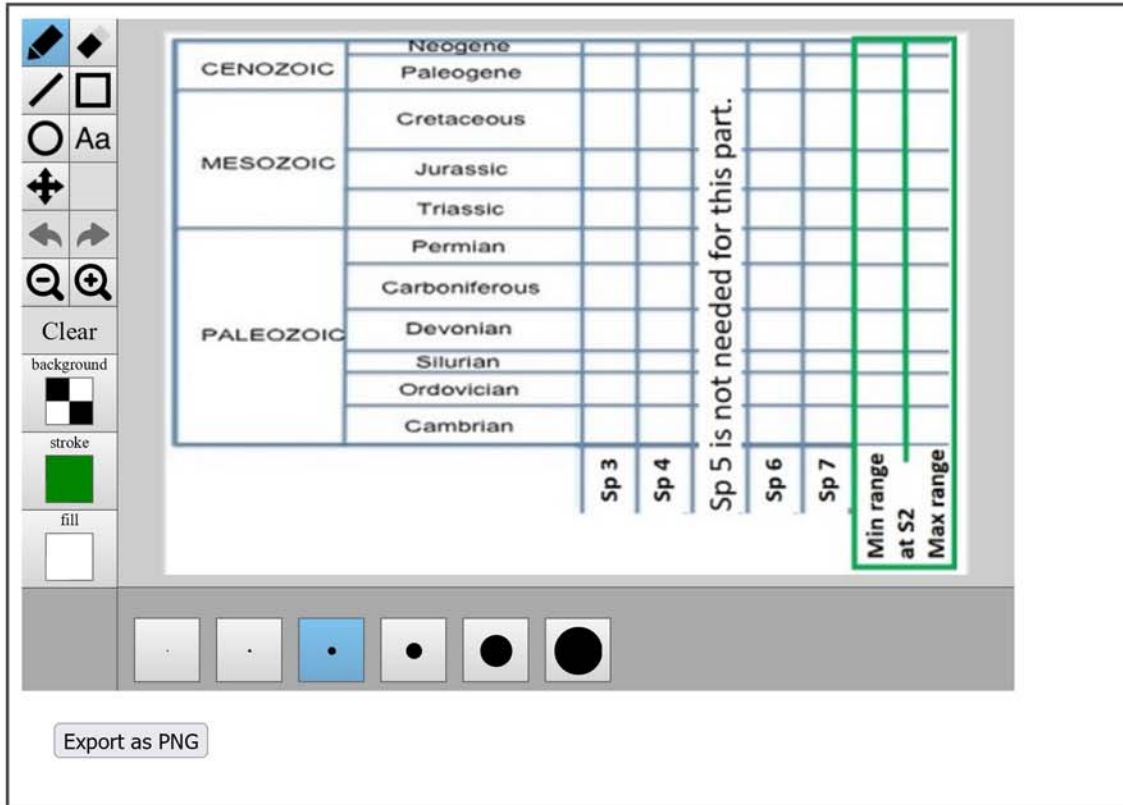 Neogene
CENOZOIC
Paleogene
Cretaceous
MESOZOIC
Jurassic
Triassic
Permian
Carboniferous
PALEOZOIC
Devonian
Silurian
Ordovician
Cambrian
Sp 3
Sp 4
Sp 5 is not needed for this part.
Sp 6
Sp 7
Min range
at S2
Max range
Aa
Clear
background
stroke
fill
Export as PNG